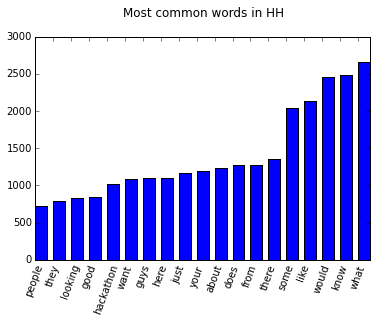 Most common words in HH
3000
2500
2000
1500
1000
500
0
people
they
looking
good
hackathon
want
guys
here
just
your
about
does
from
there
some
like
would
know
what